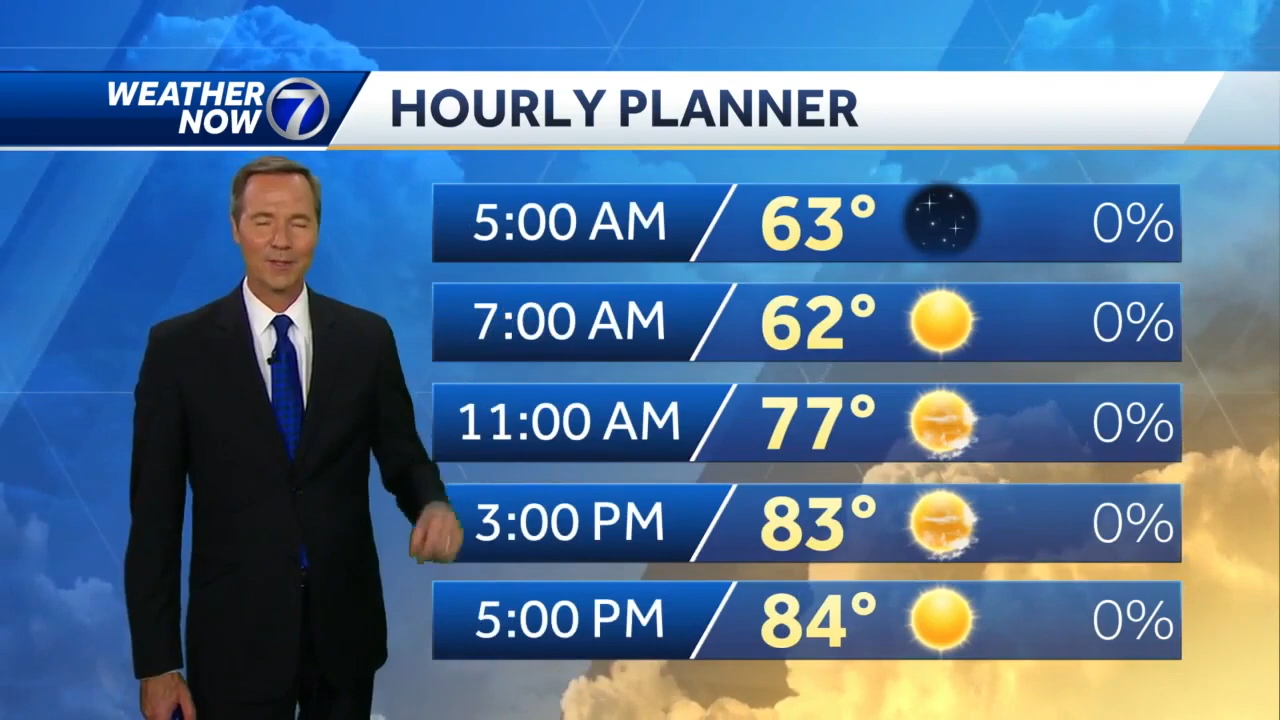 WEATHER
NOW 7
HOURLY PLANNER
5:00 AM 63° 0%
7:00 AM 62° 0%
11:00 AM 77° 0%
3:00 PM 83° 0%
5:00 PM 84° 0%